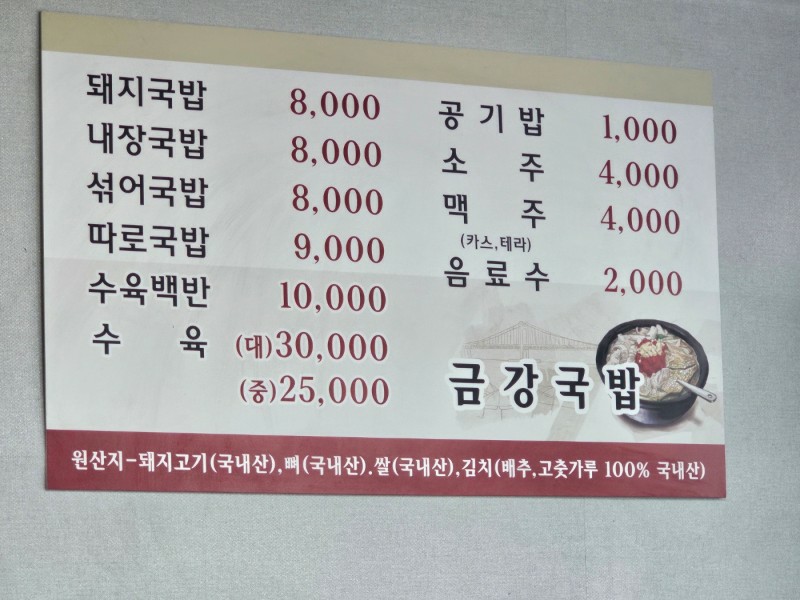 돼지국밥 8,000
내장국밥 8,000
섞어국밥 8,000
따로국밥 9,000
수육백반 10,000
수 육 (대)30,000
(중)25,000
공기밥 1,000
소 주 4,000
맥 주 4,000
(카스,테라)
음료수 2,000
금강국밥
원산지-돼지고기(국내산),뼈(국내산).쌀(국내산),김치(배추,고춧가루 100% 국내산)